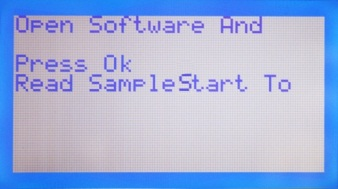 Open Software And
Press Ok
Read SampleStart To